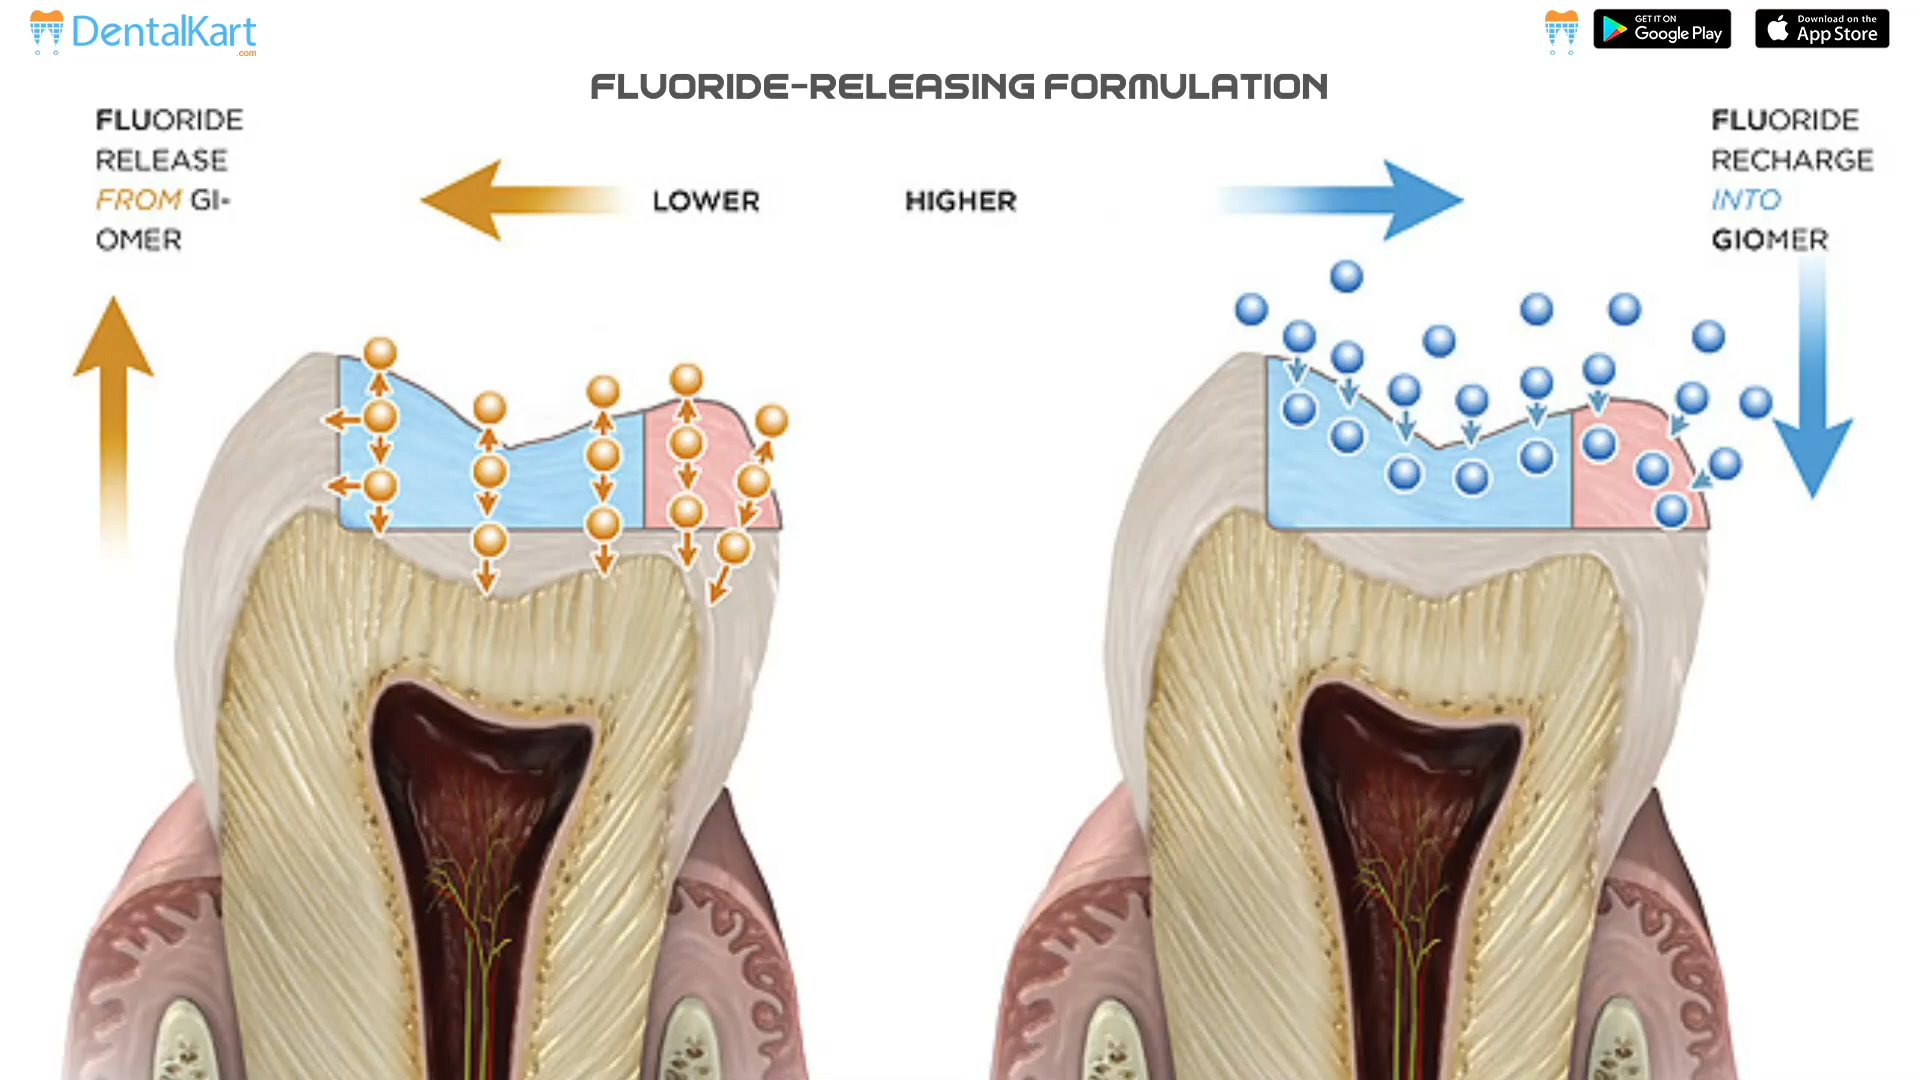 DentalKart
.com
GET IT ON
Google Play
Download on the
App Store
FLUORIDE-RELEASING FORMULATION
FLUORIDE
RELEASE
FROM GI-
OMER
LOWER
HIGHER
FLUORIDE
RECHARGE
INTO
GIOMER